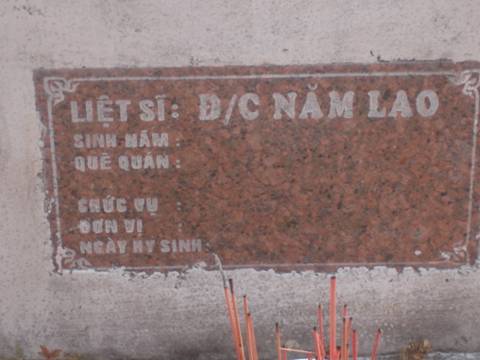 LIỆT SĨ: Đ/C NĂM LAO
SINH NĂM :
QUÊ QUÁN :
CHỨC VỤ :
ĐƠN VỊ :
NGÀY HY SINH: